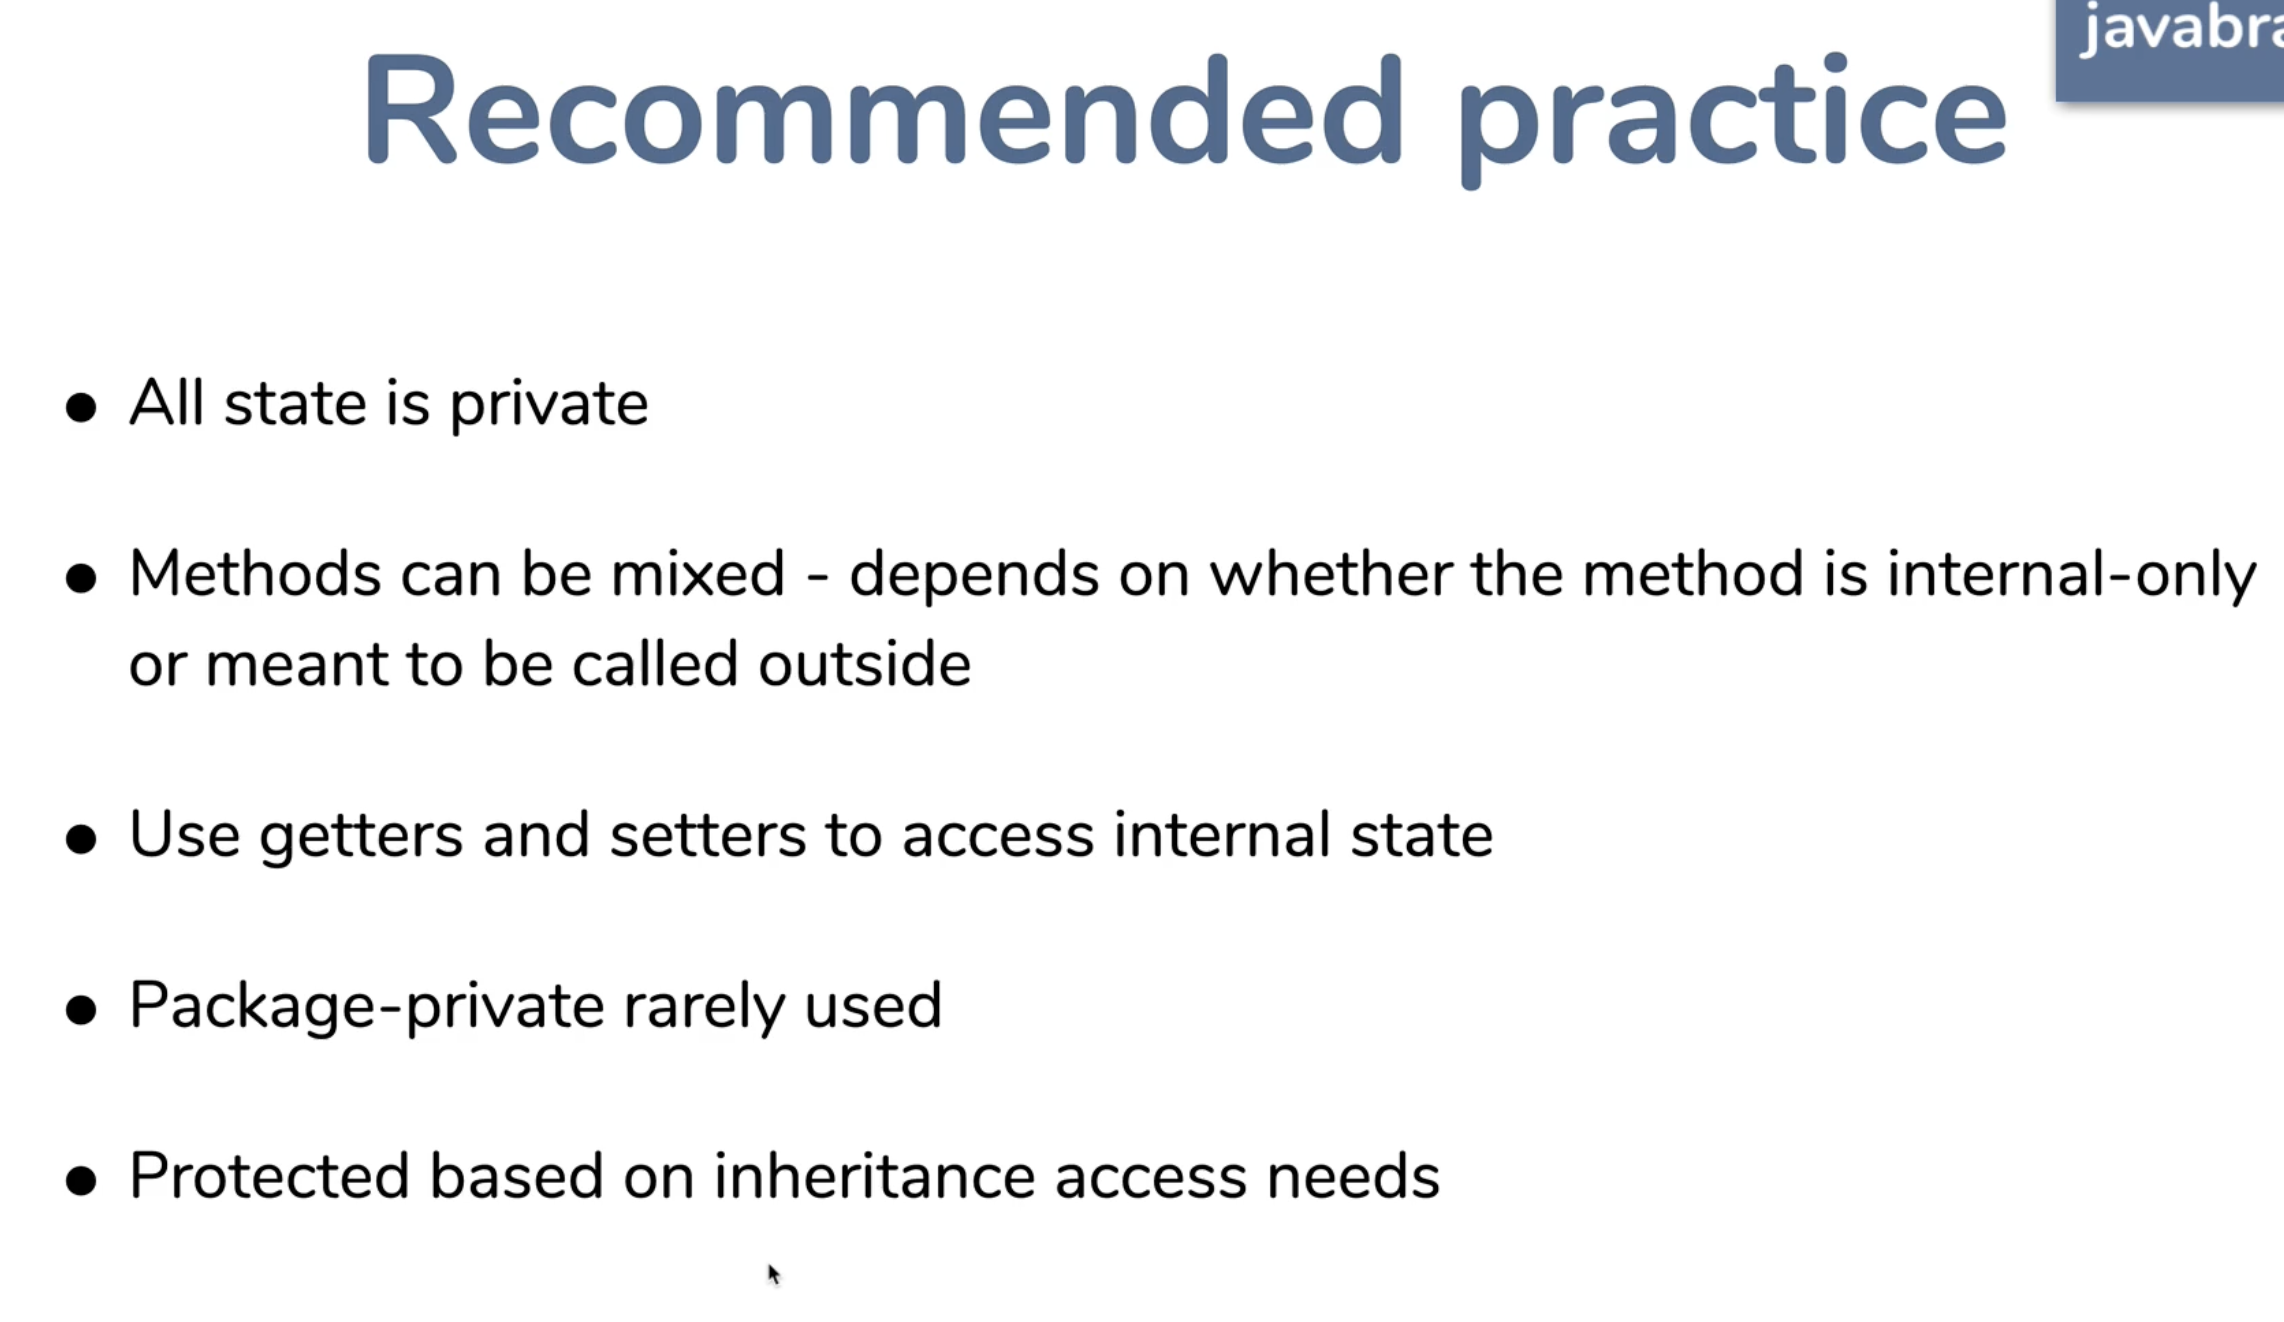 javabra
Recommended practice
● All state is private
● Methods can be mixed - depends on whether the method is internal-only
or meant to be called outside
● Use getters and setters to access internal state
● Package-private rarely used
● Protected based on inheritance access needs